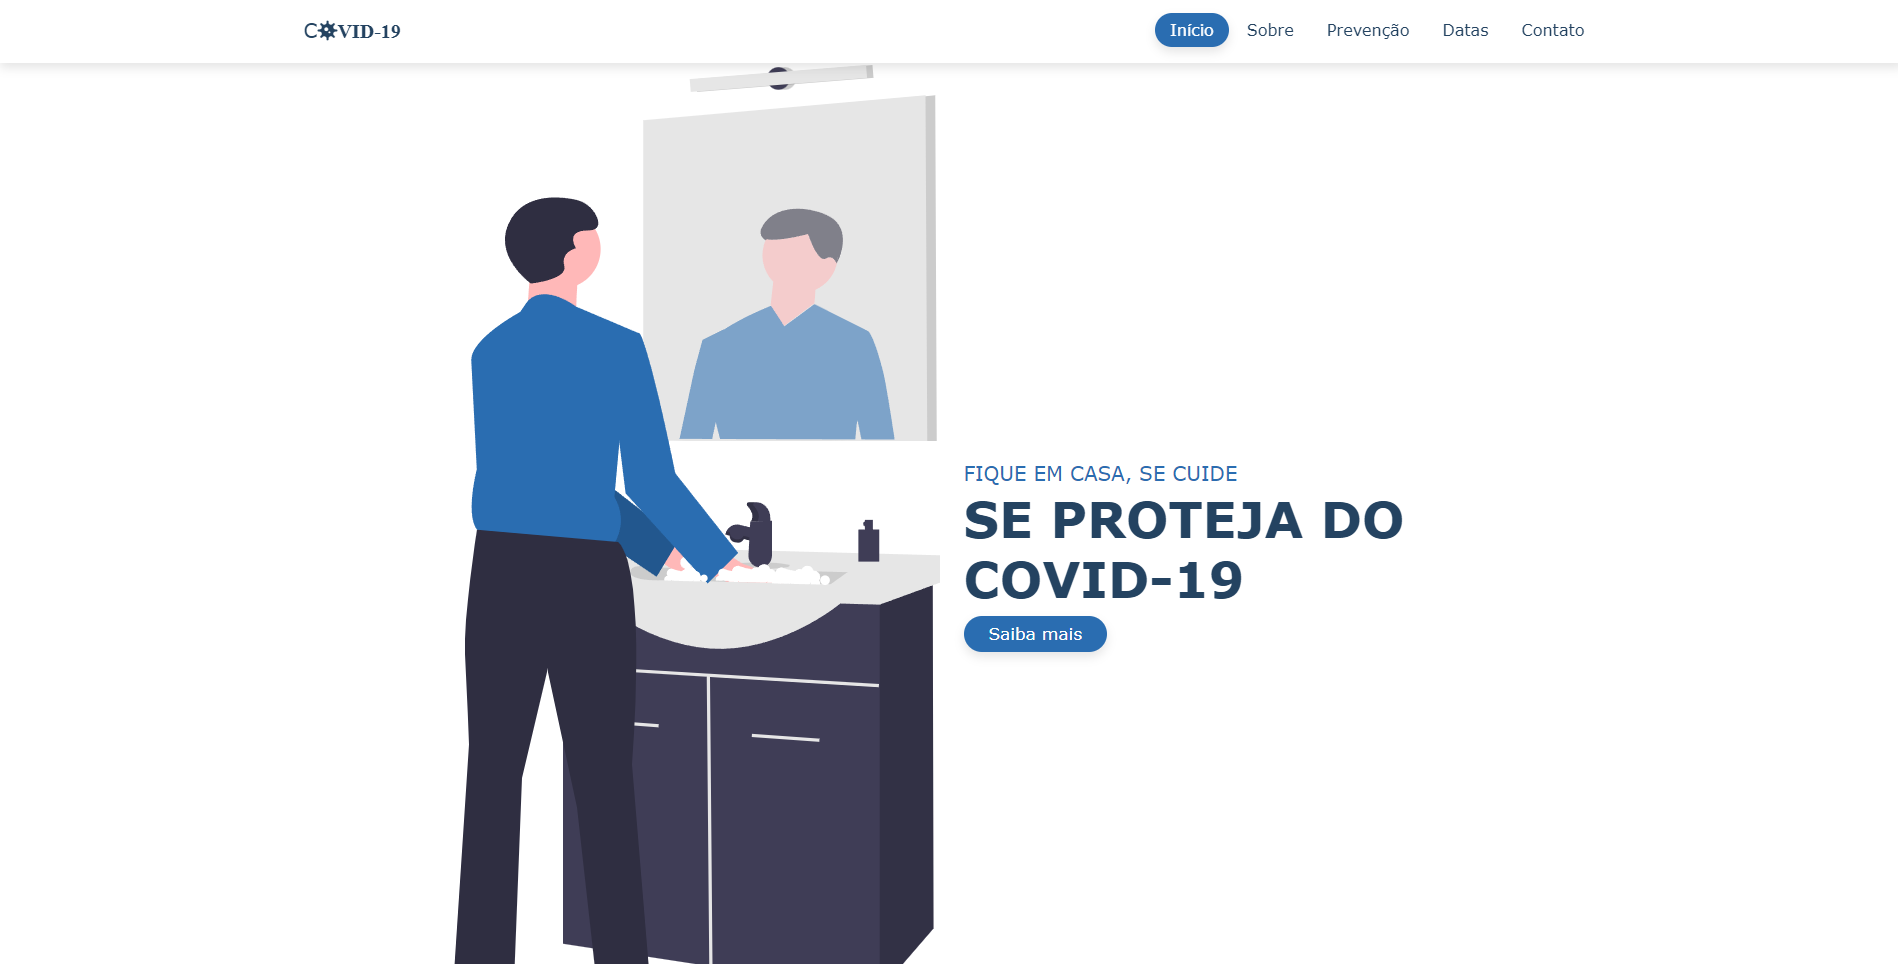 COVID-19
Início Sobre Prevenção Datas Contato
FIQUE EM CASA, SE CUIDE
SE PROTEJA DO
COVID-19
Saiba mais